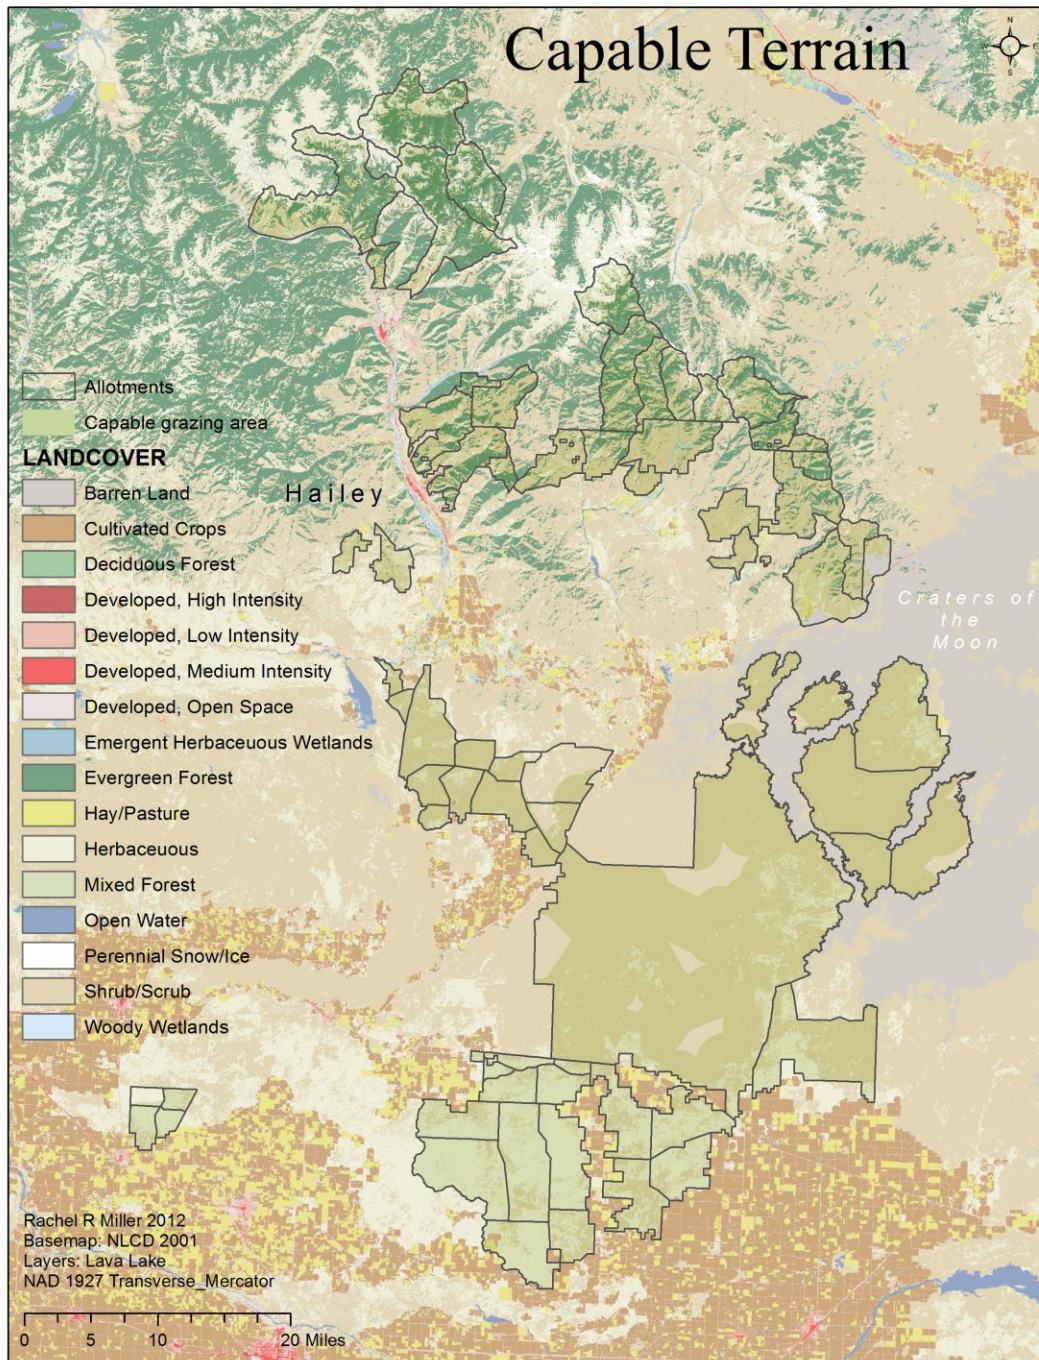 Capable Terrain
N
W E
S
Allotments
Capable grazing area
LANDCOVER
Barren Land
Cultivated Crops
Deciduous Forest
Developed, High Intensity
Developed, Low Intensity
Developed, Medium Intensity
Developed, Open Space
Emergent Herbaceuous Wetlands
Evergreen Forest
Hay/Pasture
Herbaceuous
Mixed Forest
Open Water
Perennial Snow/Ice
Shrub/Scrub
Woody Wetlands
Hailey
Craters of
the
Moon
Rachel R Miller 2012
Basemap: NLCD 2001
Layers: Lava Lake
NAD 1927 Transverse_Mercator
0 5 10 20 Miles